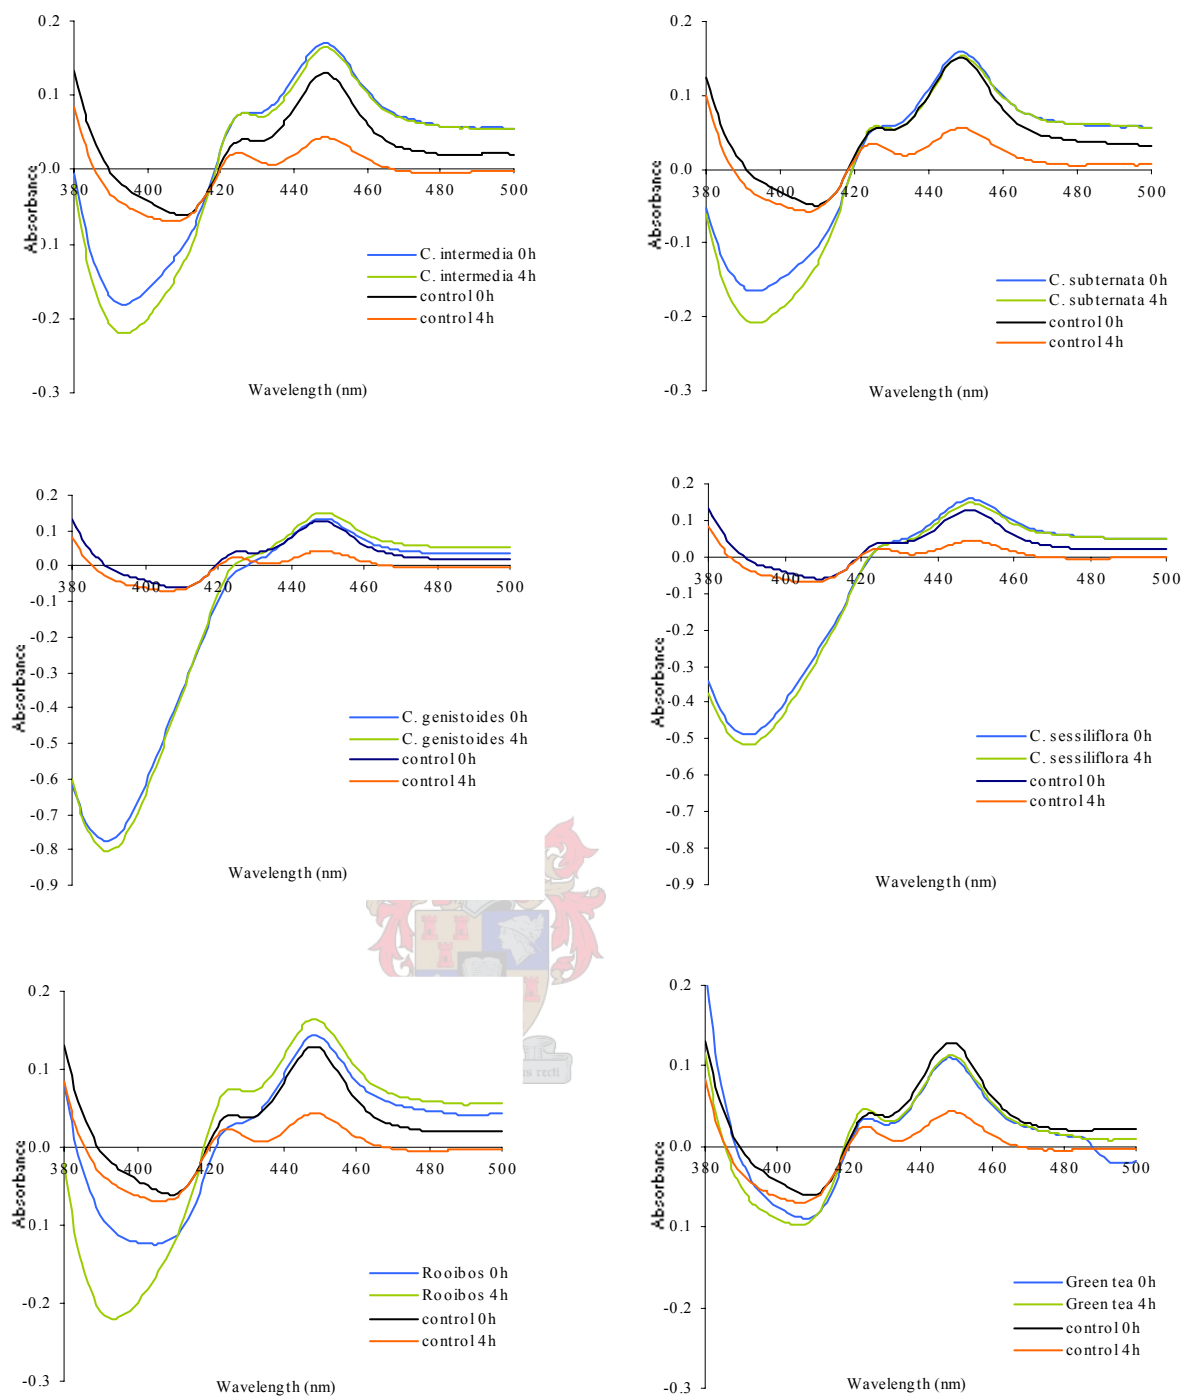 0.2
0.1
0.0
0.1
-0.2
-0.3
380 400 420 440 460 480 500
Absorbance
Wavelength (nm)
C. intermedia 0h
C. intermedia 4h
control 0h
control 4h
0.2
0.1
0.0
-0.1
-0.2
-0.3
380 400 420 440 460 480 500
Absorbance
Wavelength (nm)
C. subternata 0h
C. subternata 4h
control 0h
control 4h
0.2
0.1
0.0
-0.1
-0.2
-0.3
-0.4
-0.5
-0.6
-0.7
-0.8
-0.9
380 400 420 440 460 480 500
Absorbance
Wavelength (nm)
C. genistoides 0h
C. genistoides 4h
control 0h
control 4h
0.2
0.1
0.0
-0.1
-0.2
-0.3
-0.4
-0.5
-0.6
-0.7
-0.8
-0.9
380 400 420 440 460 480 500
Absorbance
Wavelength (nm)
C. sessiliflora 0h
C. sessiliflora 4h
control 0h
control 4h
recti
0.2
0.1
0.0
0.1
-0.2
-0.3
380 400 420 440 460 480 500
Absorbance
Wavelength (nm)
Rooibos 0h
Rooibos 4h
control 0h
control 4h
0.2
0.1
0.0
0.1
-0.2
-0.3
380 400 420 440 460 480 500
Absorbance
Wavelength (nm)
Green tea 0h
Green tea 4h
control 0h
control 4h